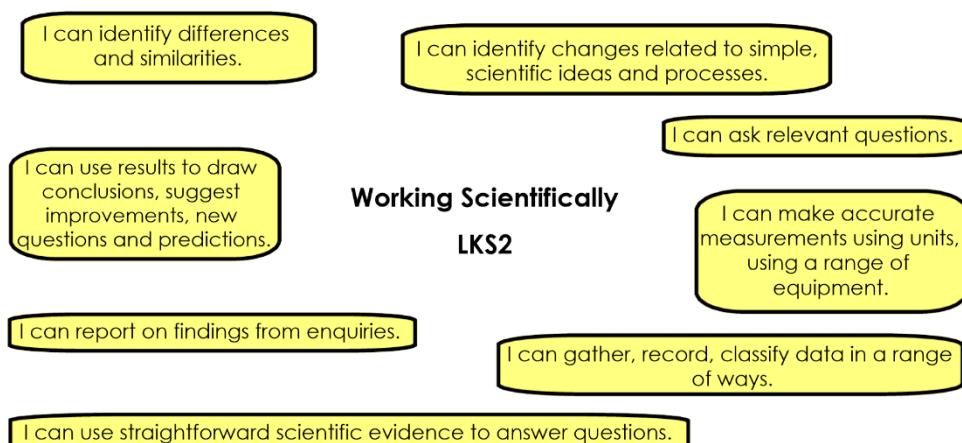 I can identify differences
and similarities.
I can identify changes related to simple,
scientific ideas and processes.
I can ask relevant questions.
I can use results to draw
conclusions, suggest
improvements, new
questions and predictions.
Working Scientifically
LKS2
I can make accurate
measurements using units,
using a range of
equipment.
I can report on findings from enquiries.
I can gather, record, classify data in a range
of ways.
I can use straightforward scientific evidence to answer questions.